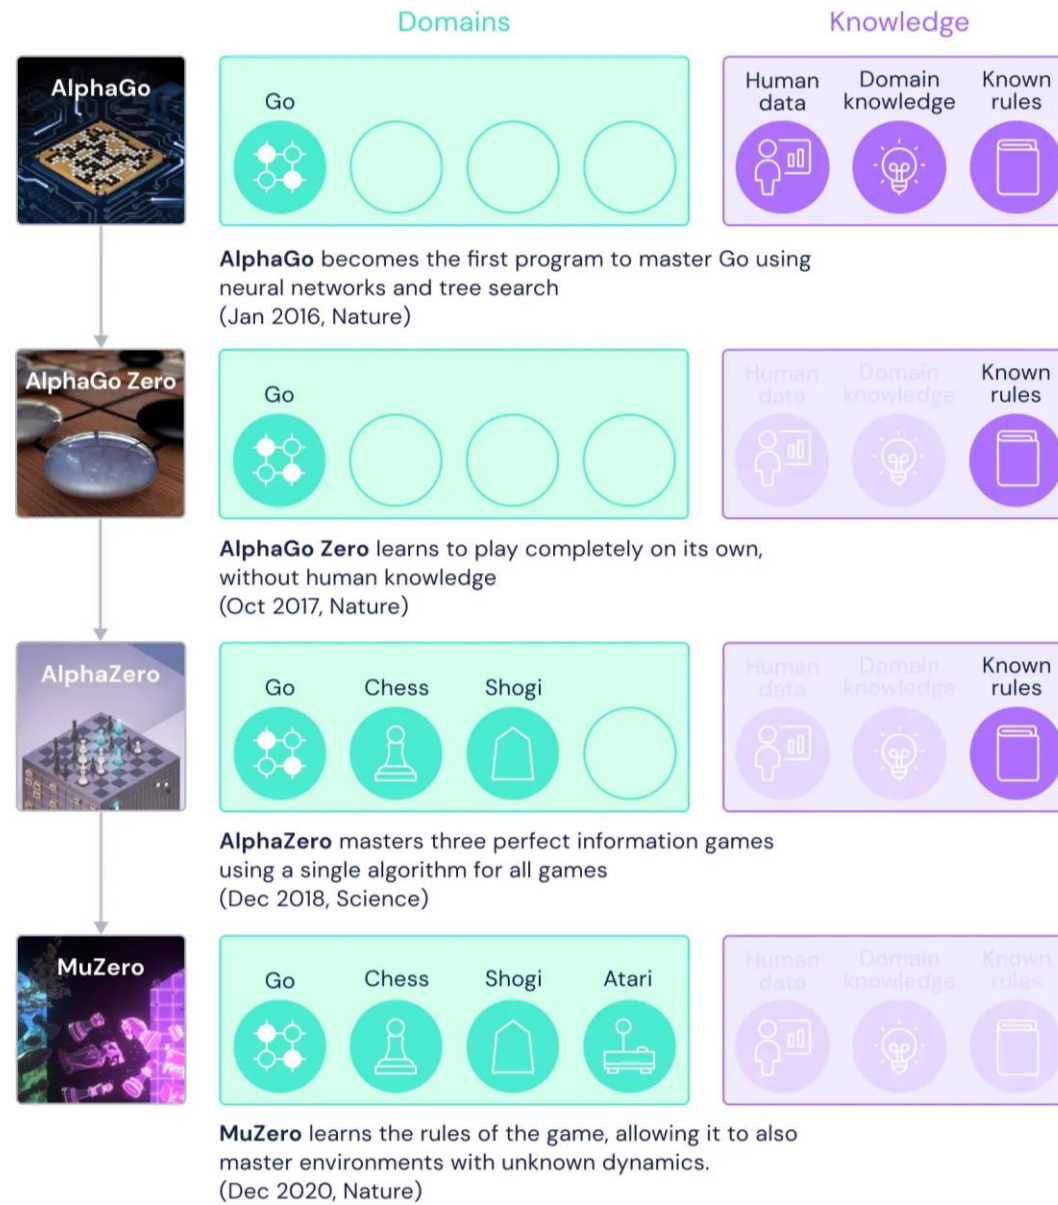 Domains
Knowledge
AlphaGo
Go
Human
data
Domain
knowledge
Known
rules
AlphaGo becomes the first program to master Go using
neural networks and tree search
(Jan 2016, Nature)
AlphaGo Zero
Go
Human
data
Domain
knowledge
Known
rules
AlphaGo Zero learns to play completely on its own,
without human knowledge
(Oct 2017, Nature)
AlphaZero
Go
Chess
Shogi
Human
data
Domain
knowledge
Known
rules
AlphaZero masters three perfect information games
using a single algorithm for all games
(Dec 2018, Science)
MuZero
Go
Chess
Shogi
Atari
Human
data
Domain
knowledge
Known
rules
MuZero learns the rules of the game, allowing it to also
master environments with unknown dynamics.
(Dec 2020, Nature)